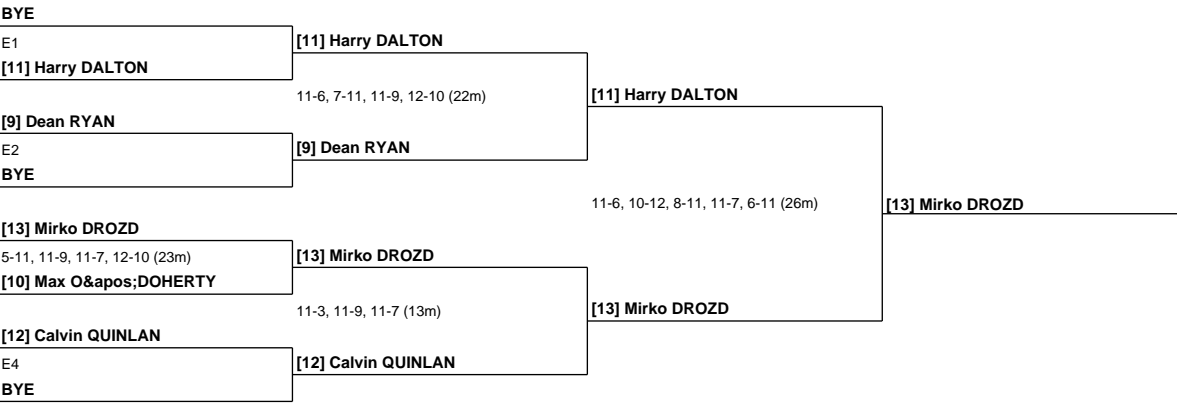 BYE
E1
[11] Harry DALTON
[9] Dean RYAN
E2
BYE
[13] Mirko DROZD
5-11, 11-9, 11-7, 12-10 (23m)
[10] Max O&apos;DOHERTY
[12] Calvin QUINLAN
E4
BYE
[11] Harry DALTON
11-6, 7-11, 11-9, 12-10 (22m)
[9] Dean RYAN
[13] Mirko DROZD
11-3, 11-9, 11-7 (13m)
[12] Calvin QUINLAN
[11] Harry DALTON
11-6, 10-12, 8-11, 11-7, 6-11 (26m)
[13] Mirko DROZD
[13] Mirko DROZD